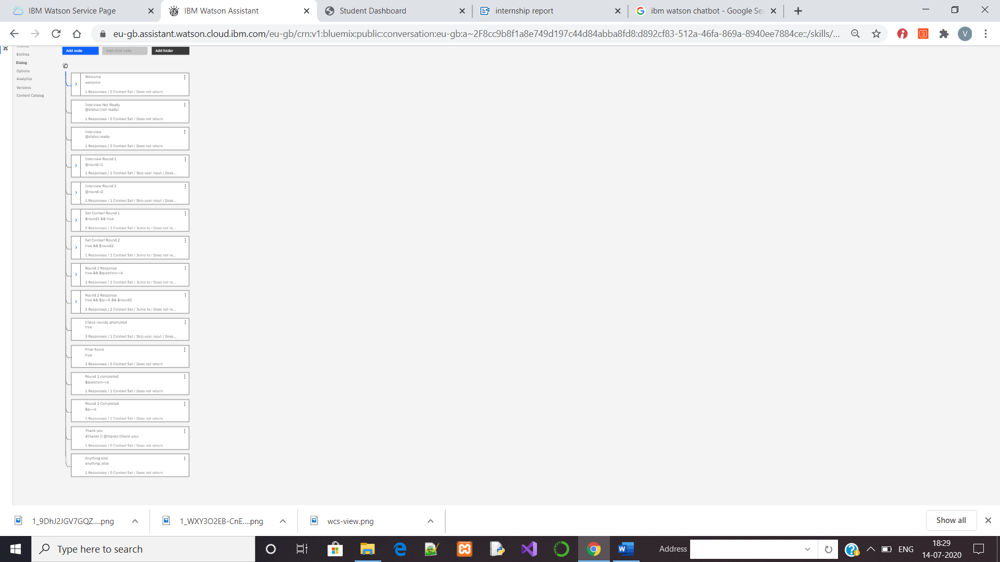 IBM Watson Service Page
IBM Watson Assistant
Student Dashboard
internship report
ibm watson chatbot - Google Se
eu-gb.assistant.watson.cloud.ibm.com/eu-gb/crn:v1:bluemix:public:conversation:eu-gb:a~2F8cc9b8f1a8e749d197c44d84abba8fd8:d892cf83-512a-46fa-869a-8940ee7884ce::/skills/...
V
Entities
Dialog
Options
Analytics
Versions
Content Catalog
Add node
Add child node
Add folder
Welcome
welcome
1 Responses / 0 Context Set / Does not return
Interview Not Ready
@status:(not ready)
1 Responses / 0 Context Set / Does not return
Interview
@status:ready
1 Responses / 0 Context Set / Does not return
Interview Round 1
@round:r1
1 Responses / 1 Context Set / Skip user input / Does...
Interview Round 2
@round:r2
1 Responses / 1 Context Set / Skip user input / Does...
Set Context Round 1
$round1 && true
0 Responses / 2 Context Set / Jump to / Does not re...
Set Context Round 2
true && $round2
1 Responses / 2 Context Set / Jump to / Does not re...
Round 1 Response
true && $question<=6
2 Responses / 2 Context Set / Jump to / Does not re...
Round 2 Response
true && $q<=5 && $round2
2 Responses / 2 Context Set / Jump to / Does not re...
Check rounds attempted
true
3 Responses / 1 Context Set / Skip user input / Does...
Final Score
true
2 Responses / 0 Context Set / Does not return
Round 1 completed
$question==6
1 Responses / 1 Context Set / Does not return
Round 2 Completed
$q==6
1 Responses / 1 Context Set / Does not return
Thank you
#thanks || @thanks:(thank you)
1 Responses / 0 Context Set / Does not return
Anything else
anything_else
1 Responses / 0 Context Set / Does not return
1_9DhJ2JGV7GQZ....png
1_WXY3O2EB-CnE....png
wcs-view.png
Show all
Type here to search
Address
ENG
18:29
14-07-2020